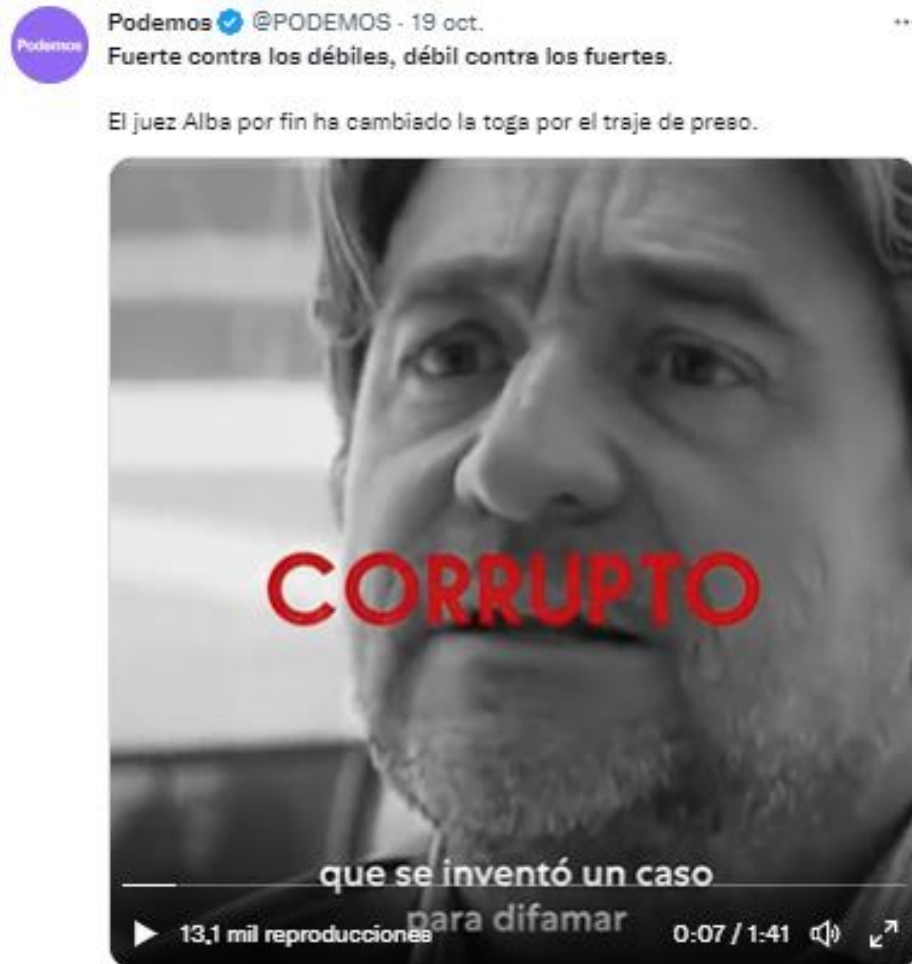 Podemos
Podemos @PODEMOS · 19 oct.
Fuerte contra los débiles, débil contra los fuertes.
El juez Alba por fin ha cambiado la toga por el traje de preso.
CORRUPTO
que se inventó un caso
para difamar
13,1 mil reproducciones
0:07 / 1:41